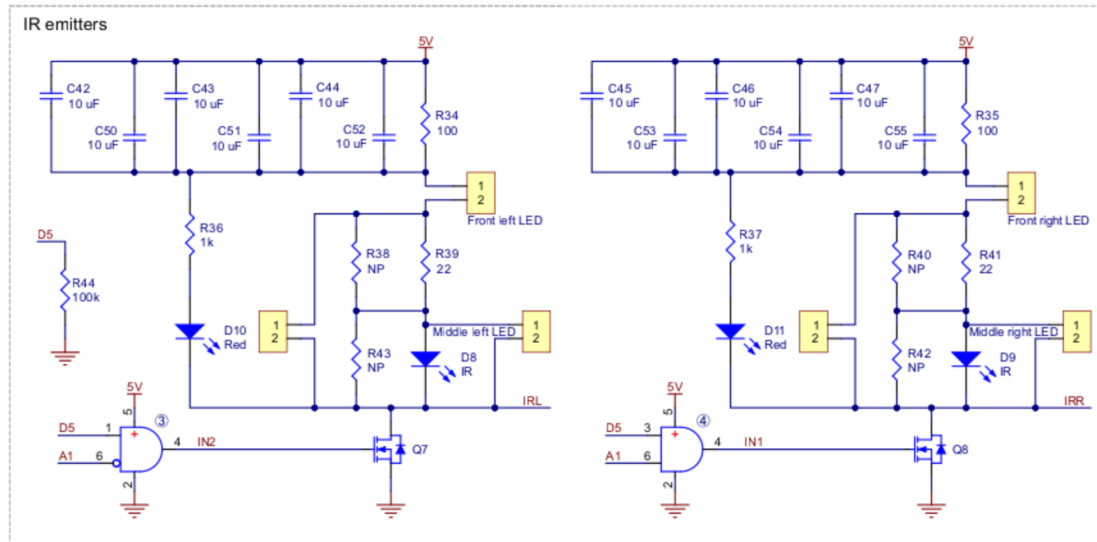 IR emitters
5V
5V
C42
10 uF
C43
10 uF
C44
10 uF
R34
100
C50
10 uF
C51
10 uF
C52
10 uF
C45
10 uF
C46
10 uF
C47
10 uF
R35
100
C53
10 uF
C54
10 uF
C55
10 uF
1
2
Front left LED
1
2
Front right LED
R36
1k
R38
NP
R39
22
R37
1k
R40
NP
R41
22
D5
R44
100k
D10
Red
1
2
Middle left LED
1
2
R43
NP
D8
IR
D11
Red
1
2
Middle right LED
1
2
R42
NP
D9
IR
IRL
IRR
5V
5
③
D5
1
A1
6
4
IN2
2
Q7
5V
5
④
D5
3
A1
6
4
IN1
2
Q8